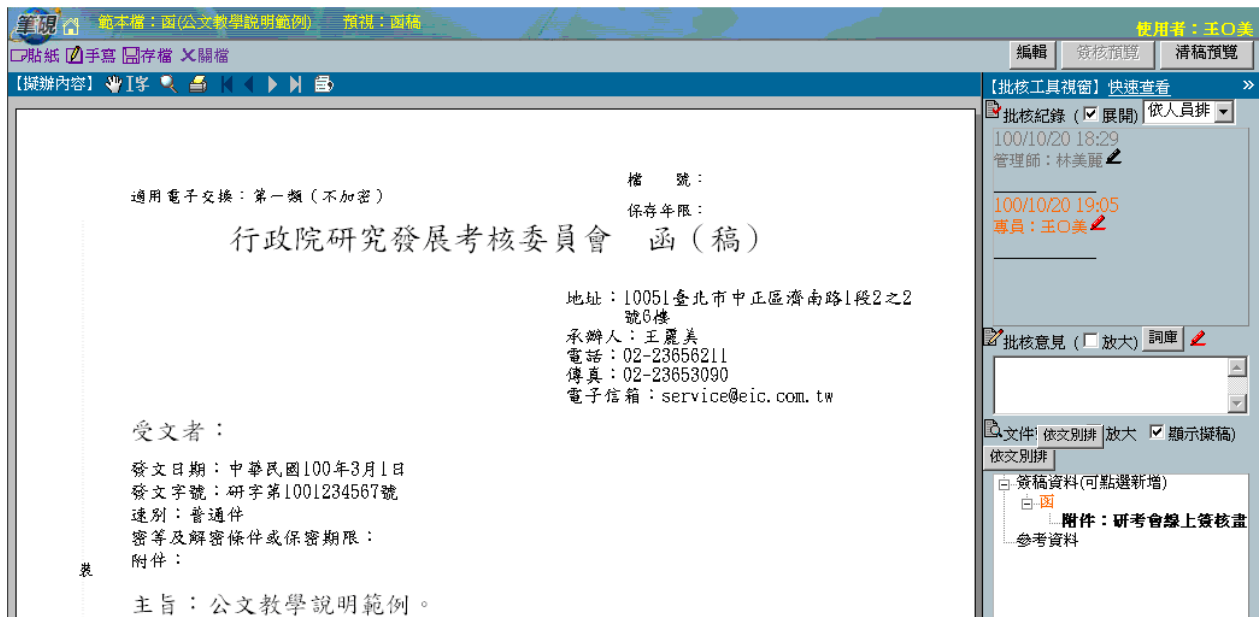 筆硯 範本檔：函(公文教學說明範例) 預視：函稿
使用者：王○美
貼紙 手寫 存檔 關檔
編輯 簽核預覽 清稿預覽
【擬辦內容】 I字
【批核工具視窗】 快速查看 »
批核紀錄 ( 展開) 依人員排
100/10/20 18:29
管理師：林美麗
100/10/20 19:05
專員：王○美
批核意見 ( 放大) 詞庫
文件 依文別排 放大 顯示擬稿)
依文別排
簽稿資料(可點選新增)
函
附件：研考會線上簽核畫
參考資料
檔　號：
適用電子交換：第一類（不加密）
保存年限：
行政院研究發展考核委員會　函（稿）
地址：10051臺北市中正區濟南路1段2之2
號6樓
承辦人：王麗美
電話：02-23656211
傳真：02-23653090
電子信箱：service@eic.com.tw
受文者：
發文日期：中華民國100年3月1日
發文字號：研字第1001234567號
速別：普通件
密等及解密條件或保密期限：
附件：
裝
主旨：公文教學說明範例。